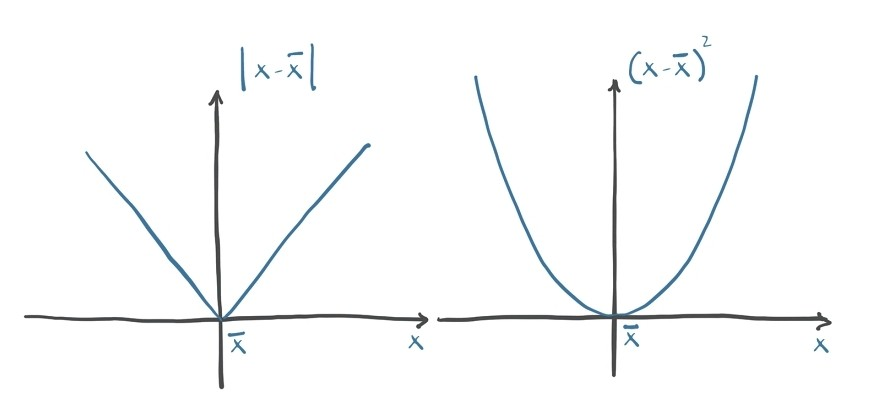 |x-x̄|
x̄
x
(x-x̄)²
x̄
x